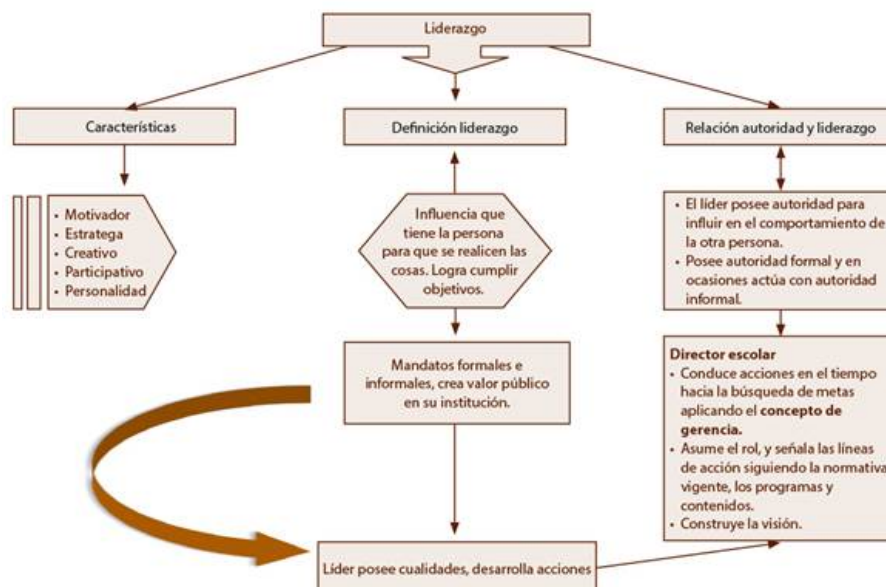 Liderazgo
Características
Definición liderazgo
Relación autoridad y liderazgo
• Motivador
• Estratega
• Creativo
• Participativo
• Personalidad
Influencia que
tiene la persona
para que se realicen las
cosas. Logra cumplir
objetivos.
• El líder posee autoridad para
influir en el comportamiento de
la otra persona.
• Posee autoridad formal y en
ocasiones actúa con autoridad
informal.
Mandatos formales e
informales, crea valor público
en su institución.
Director escolar
• Conduce acciones en el tiempo
hacia la búsqueda de metas
aplicando el concepto de
gerencia.
• Asume el rol, y señala las líneas
de acción siguiendo la normativa
vigente, los programas y
contenidos.
• Construye la visión.
Líder posee cualidades, desarrolla acciones